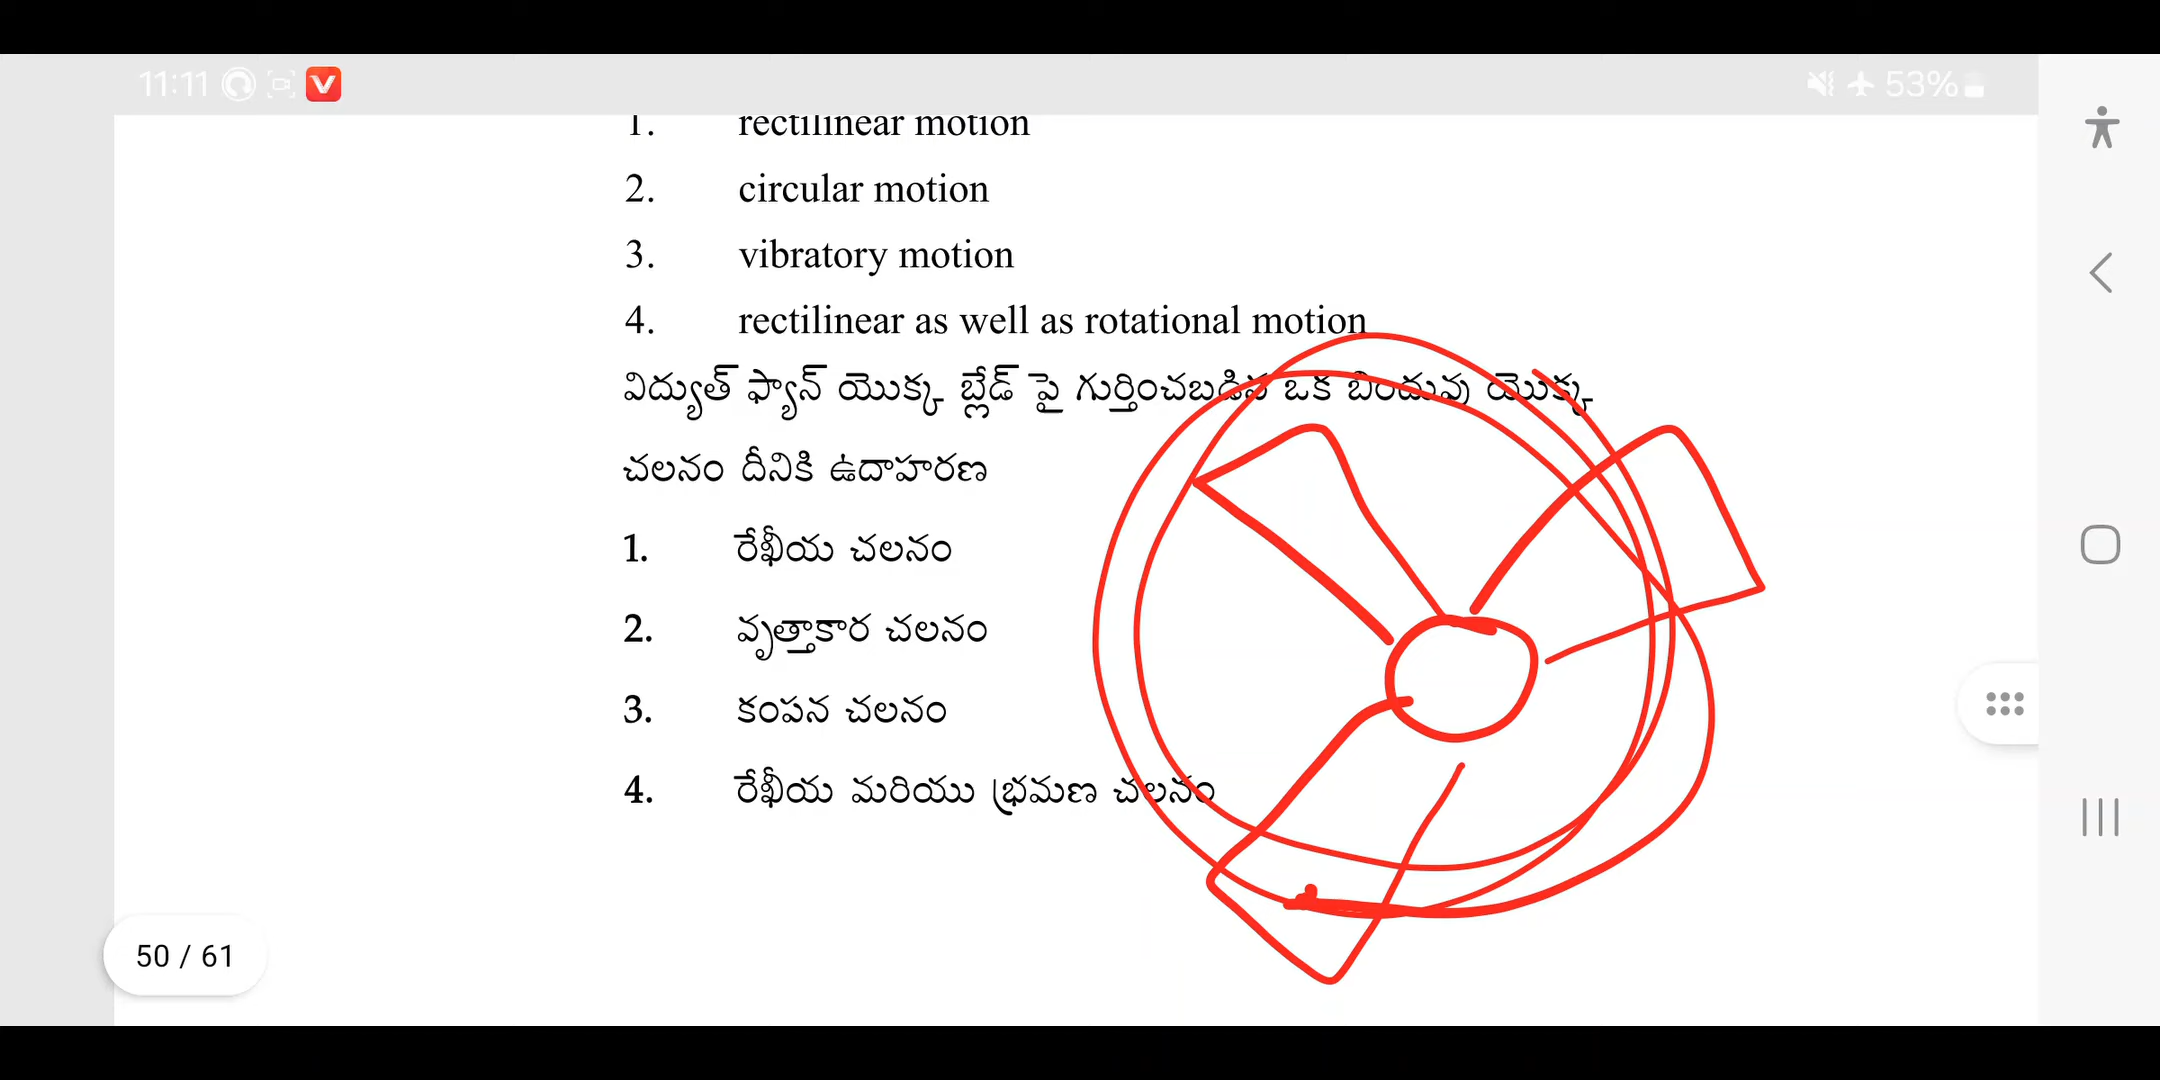 11:11
53%
1. rectilinear motion
2. circular motion
3. vibratory motion
4. rectilinear as well as rotational motion
విద్యుత్ ఫ్యాన్ యొక్క బ్లేడ్ పై గుర్తించబడిన ఒక బిందువు యొక్క
చలనం దీనికి ఉదాహరణ
1. రేఖీయ చలనం
2. వృత్తాకార చలనం
3. కంపన చలనం
4. రేఖీయ మరియు భ్రమణ చలనం
50 / 61